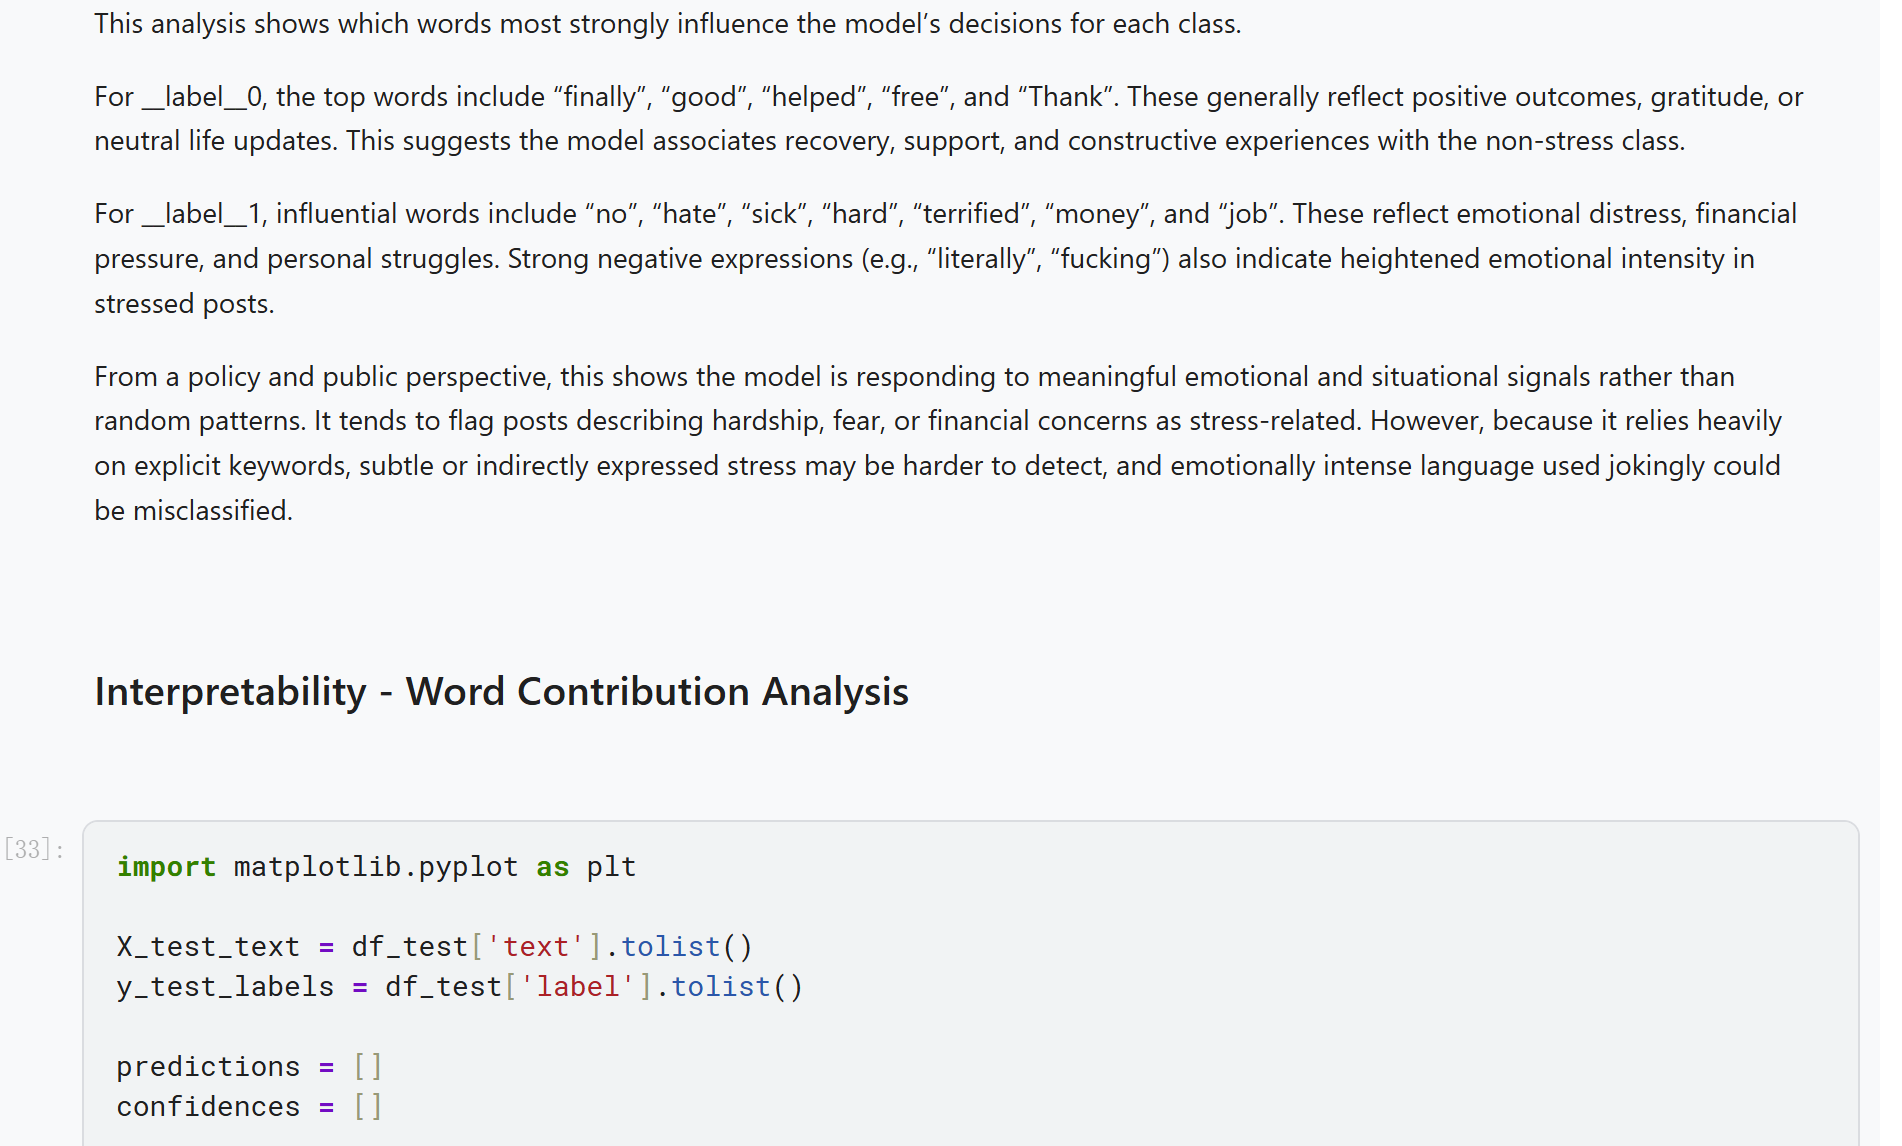 This analysis shows which words most strongly influence the model’s decisions for each class.
For __label__0, the top words include “finally”, “good”, “helped”, “free”, and “Thank”. These generally reflect positive outcomes, gratitude, or
neutral life updates. This suggests the model associates recovery, support, and constructive experiences with the non-stress class.
For __label__1, influential words include “no”, “hate”, “sick”, “hard”, “terrified”, “money”, and “job”. These reflect emotional distress, financial
pressure, and personal struggles. Strong negative expressions (e.g., “literally”, “fucking”) also indicate heightened emotional intensity in
stressed posts.
From a policy and public perspective, this shows the model is responding to meaningful emotional and situational signals rather than
random patterns. It tends to flag posts describing hardship, fear, or financial concerns as stress-related. However, because it relies heavily
on explicit keywords, subtle or indirectly expressed stress may be harder to detect, and emotionally intense language used jokingly could
be misclassified.
Interpretability - Word Contribution Analysis
[33]:
import matplotlib.pyplot as plt
X_test_text = df_test['text'].tolist()
y_test_labels = df_test['label'].tolist()
predictions = []
confidences = []